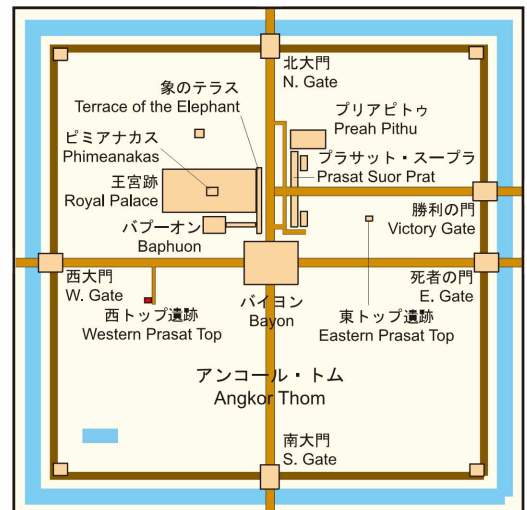 北大門
N. Gate
象のテラス
Terrace of the Elephant
プリアピトゥ
Preah Pithu
ピミアナカス
Phimeanakas
プラサット・スープラ
Prasat Suor Prat
王宮跡
Royal Palace
勝利の門
Victory Gate
バプーオン
Baphuon
西大門
W. Gate
死者の門
E. Gate
バイヨン
Bayon
西トップ遺跡
Western Prasat Top
東トップ遺跡
Eastern Prasat Top
アンコール・トム
Angkor Thom
南大門
S. Gate